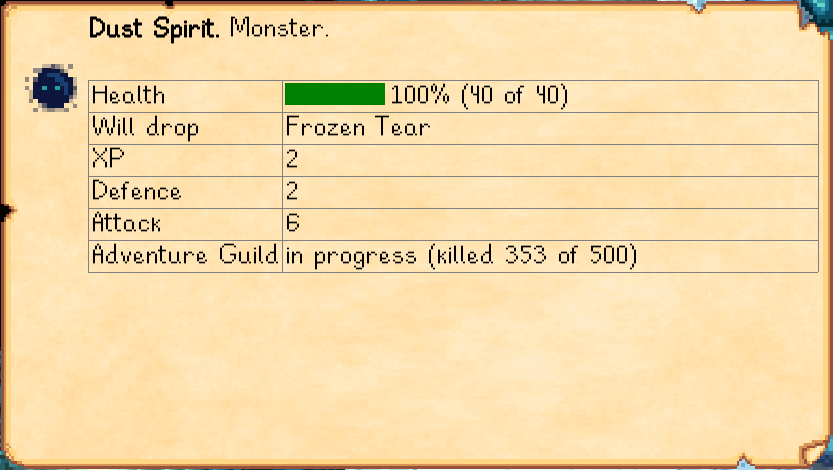 Dust Spirit. Monster.
Health 100% (40 of 40)
Will drop Frozen Tear
XP 2
Defence 2
Attack 6
Adventure Guild in progress (killed 353 of 500)